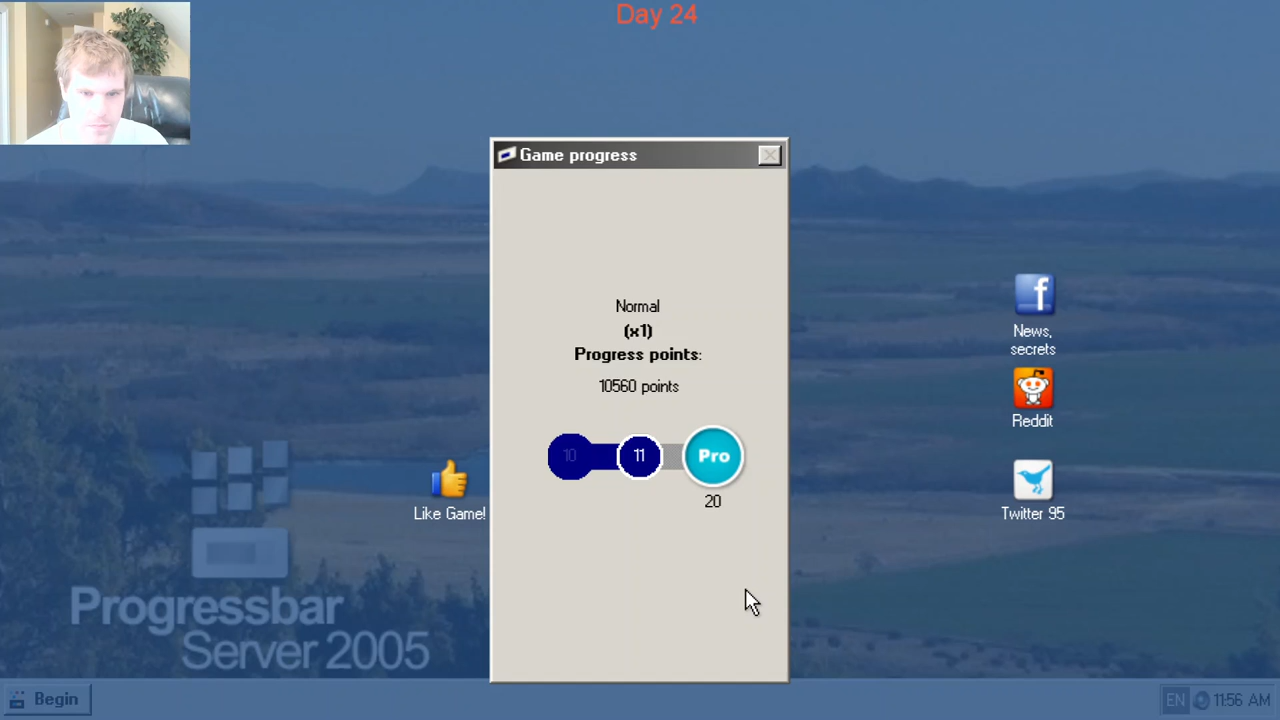 Day 24
Game progress
Normal
(x1)
Progress points:
10560 points
10
11
Pro
20
News,
secrets
Reddit
Twitter 95
Like Game!
Progressbar
Server 2005
Begin
EN
11:56 AM